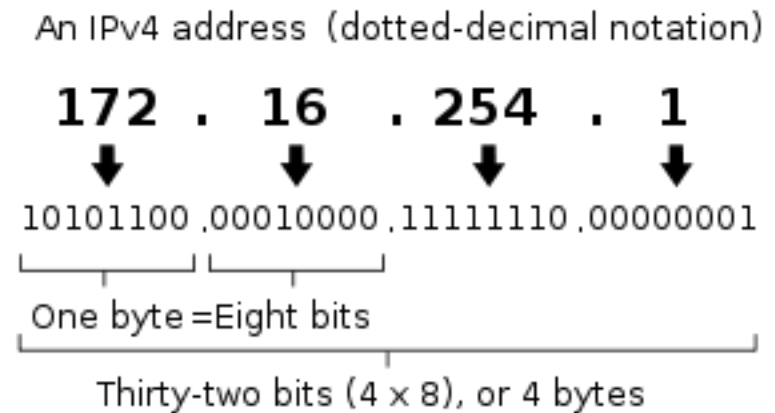 An IPv4 address (dotted-decimal notation)
172 . 16 . 254 . 1
10101100 .00010000 .11111110 .00000001
One byte =Eight bits
Thirty-two bits (4 x 8), or 4 bytes